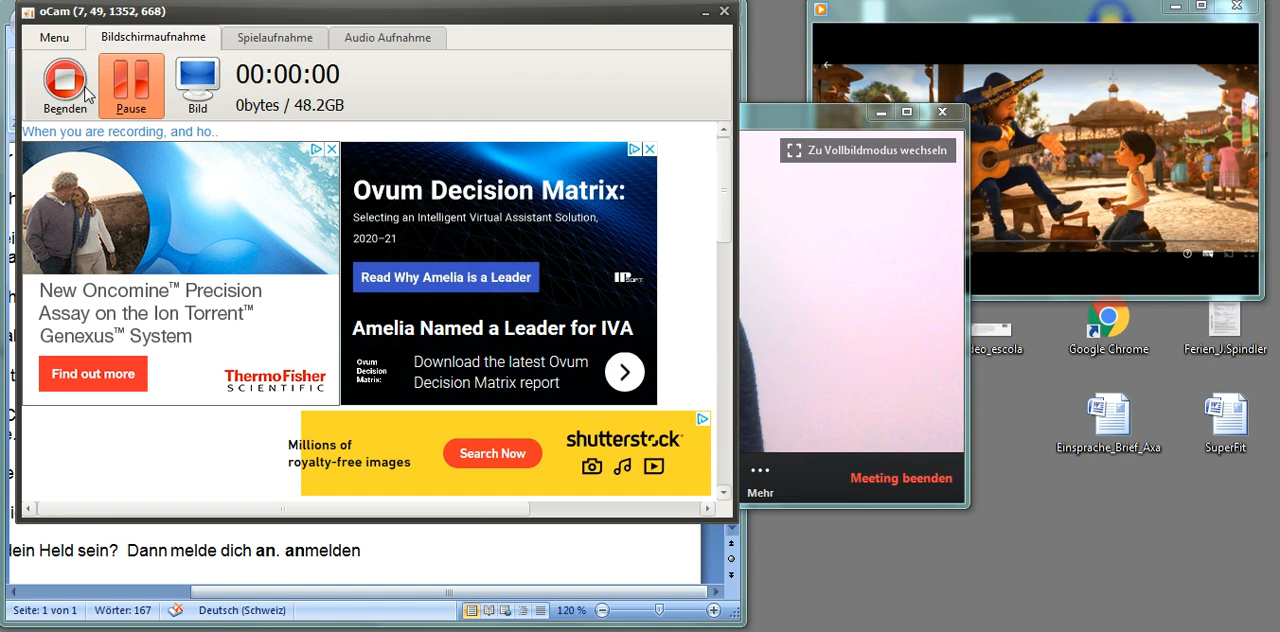 oCam (7, 49, 1352, 668)
Menu
Bildschirmaufnahme
Spielaufnahme
Audio Aufnahme
Beenden
Pause
Bild
00:00:00
0bytes / 48.2GB
When you are recording, and ho..
New Oncomine™ Precision
Assay on the Ion Torrent™
Genexus™ System
Find out more
ThermoFisher
SCIENTIFIC
Ovum Decision Matrix:
Selecting an Intelligent Virtual Assistant Solution,
2020–21
Read Why Amelia is a Leader
IPSOFT
Amelia Named a Leader for IVA
Ovum
Decision
Matrix:
Download the latest Ovum
Decision Matrix report
Millions of
royalty-free images
Search Now
shutterstock
Zu Vollbildmodus wechseln
Mehr
Meeting beenden
deo_escola
Google Chrome
Ferien_J.Spindler
Einsprache_Brief_Axa
SuperFit
dein Held sein? Dann melde dich an. anmelden
Seite: 1 von 1
Wörter: 167
Deutsch (Schweiz)
120 %